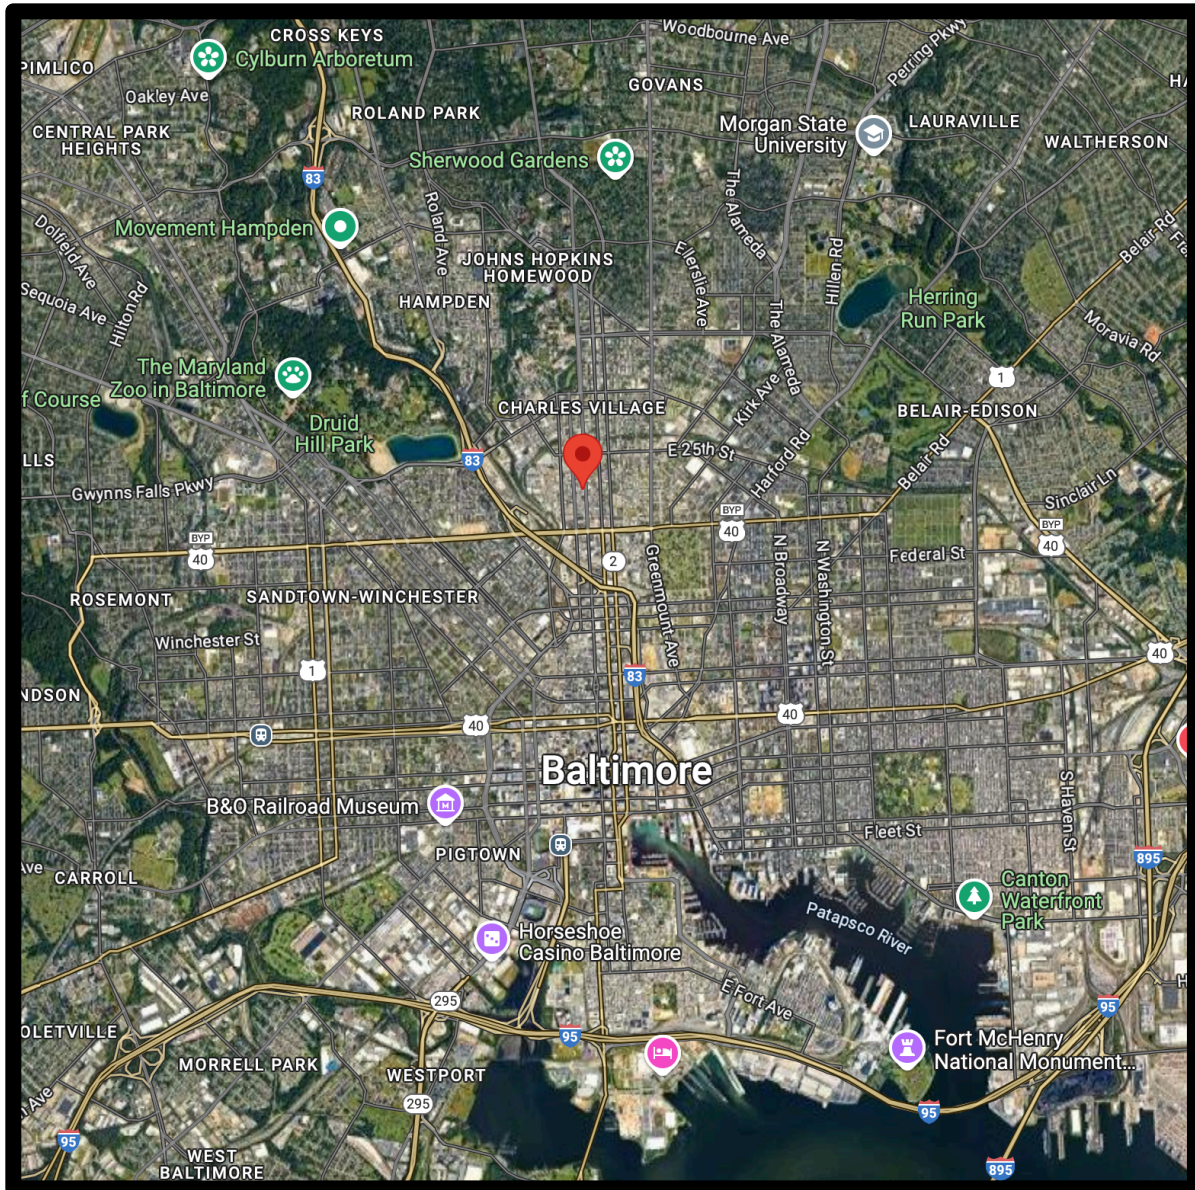 CROSS KEYS
Woodbourne Ave
Perring Pkwy
PIMLICO
Cylburn Arboretum
GOVANS
HA
Oakley Ave
ROLAND PARK
CENTRAL PARK
HEIGHTS
Morgan State
University
LAURAVILLE
WALTHERSON
Sherwood Gardens
83
The Alameda
Roland Ave
Movement Hampden
Dolfield Ave
Belair Rd
Fra
Ellerslie Ave
Hillen Rd
JOHNS HOPKINS
HOMEWOOD
Sequoia Ave
Hilton Rd
HAMPDEN
Herring
Run Park
The Alameda
Moravia Rd
The Maryland
Zoo in Baltimore
1
f Course
Kirk Ave
CHARLES VILLAGE
BELAIR-EDISON
Druid
Hill Park
E 25th St
Harford Rd
Belair Rd
LLS
83
Gwynns Falls Pkwy
Sinclair Ln
BYP
40
BYP
40
BYP
40
2
Greenmount Ave
N Broadway
N Washington St
Federal St
ROSEMONT
SANDTOWN-WINCHESTER
Winchester St
1
83
40
NDSON
40
40
Baltimore
S Haven St
B&O Railroad Museum
Fleet St
PIGTOWN
895
Ave
CARROLL
Canton
Waterfront
Park
Patapsco River
Horseshoe
Casino Baltimore
H
E Fort Ave
295
95
95
OLETVILLE
Fort McHenry
National Monument...
MORRELL PARK
WESTPORT
295
95
Ave
95
WEST
BALTIMORE
895